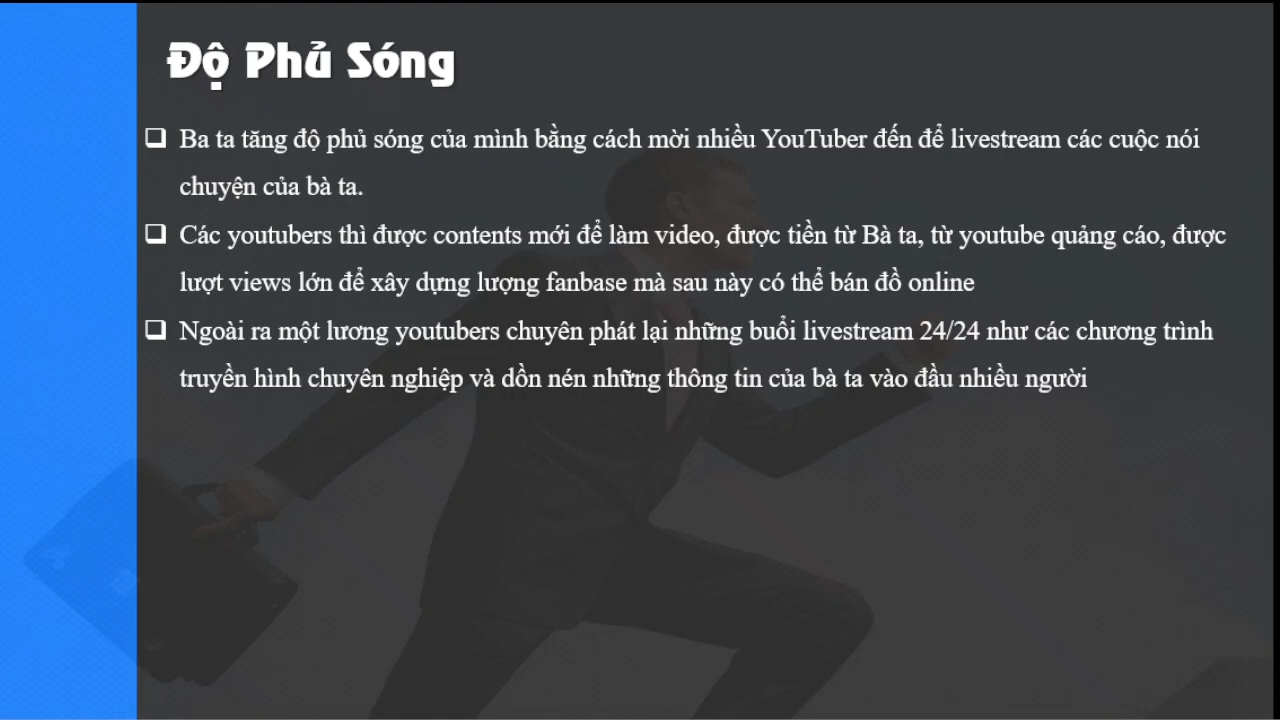 Độ Phủ Sóng
Ba ta tăng độ phủ sóng của mình bằng cách mời nhiều YouTuber đến để livestream các cuộc nói
chuyện của bà ta.
Các youtubers thì được contents mới để làm video, được tiền từ Bà ta, từ youtube quảng cáo, được
lượt views lớn để xây dựng lượng fanbase mà sau này có thể bán đồ online
Ngoài ra một lương youtubers chuyên phát lại những buổi livestream 24/24 như các chương trình
truyền hình chuyên nghiệp và dồn nén những thông tin của bà ta vào đầu nhiều người